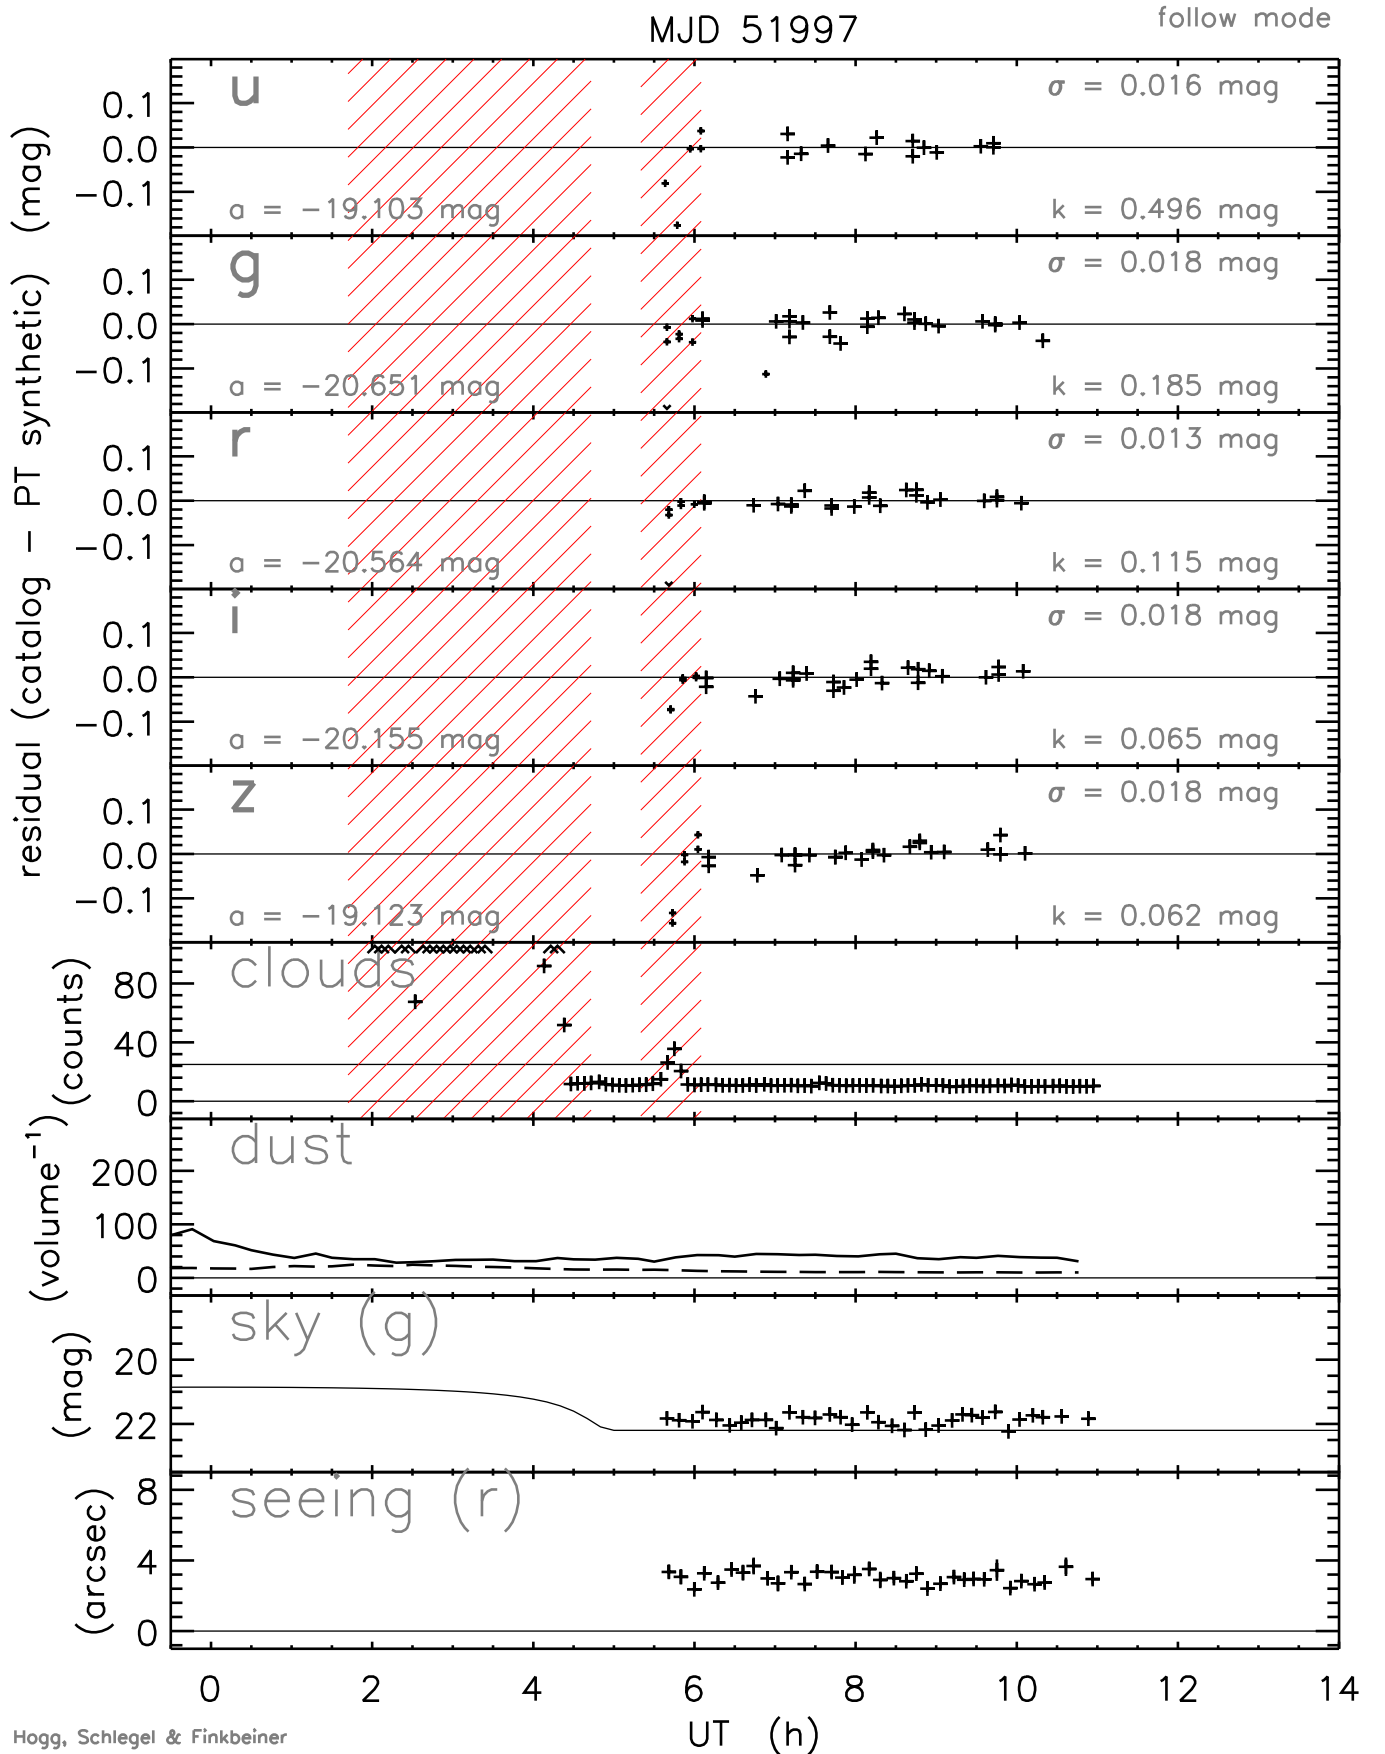 MJD 51997
follow mode
residual (catalog − PT synthetic) (mag)
u
σ = 0.016 mag
0.1
0.0
−0.1
a = −19.103 mag
k = 0.496 mag
g
σ = 0.018 mag
0.1
0.0
−0.1
a = −20.651 mag
k = 0.185 mag
r
σ = 0.013 mag
0.1
0.0
−0.1
a = −20.564 mag
k = 0.115 mag
i
σ = 0.018 mag
0.1
0.0
−0.1
a = −20.155 mag
k = 0.065 mag
z
σ = 0.018 mag
0.1
0.0
−0.1
a = −19.123 mag
k = 0.062 mag
clouds
(counts)
80
40
0
dust
(volume⁻¹)
200
100
0
sky (g)
(mag)
20
22
seeing (r)
(arcsec)
8
4
0
0 2 4 6 8 10 12 14
UT (h)
Hogg, Schlegel & Finkbeiner